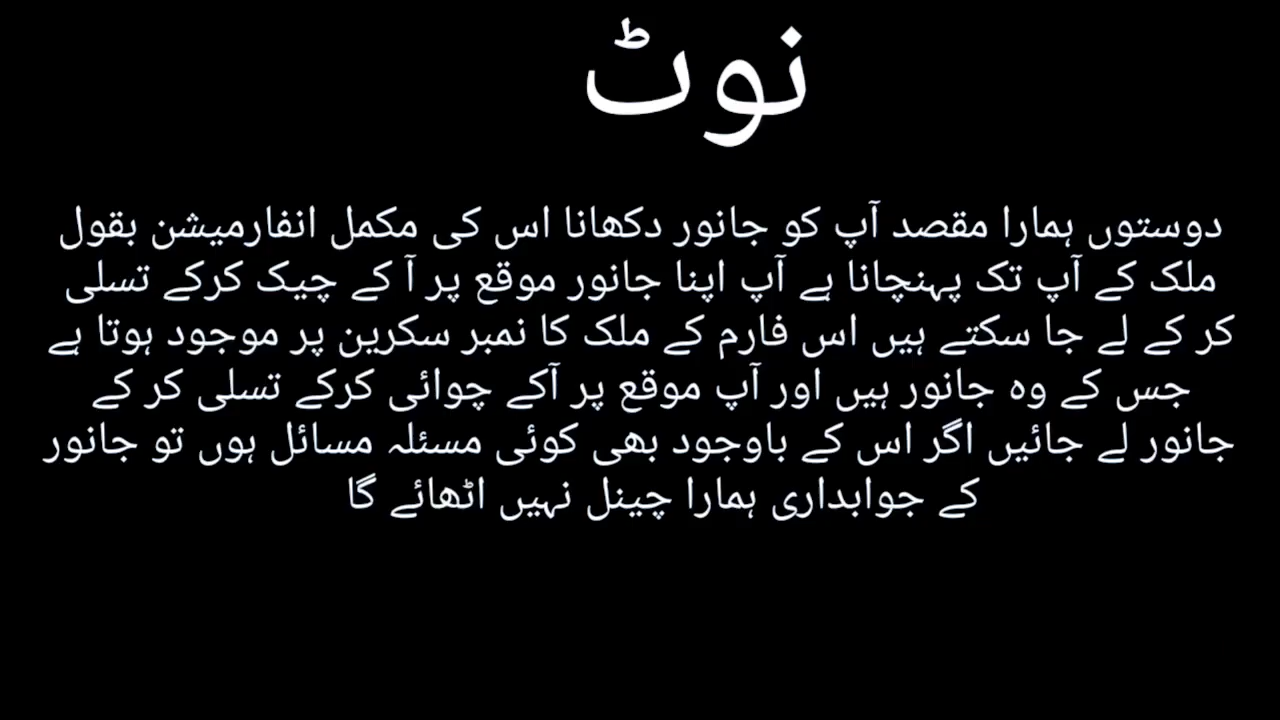 نوٹ
دوستوں ہمارا مقصد آپ کو جانور دکھانا اس کی مکمل انفارمیشن بقول
ملک کے آپ تک پہنچانا ہے آپ اپنا جانور موقع پر آ کے چیک کرکے تسلی
کر کے لے جا سکتے ہیں اس فارم کے ملک کا نمبر سکرین پر موجود ہوتا ہے
جس کے وہ جانور ہیں اور آپ موقع پر آکے چوائی کرکے تسلی کر کے
جانور لے جائیں اگر اس کے باوجود بھی کوئی مسئلہ مسائل ہوں تو جانور
کے جوابداری ہمارا چینل نہیں اٹھائے گا